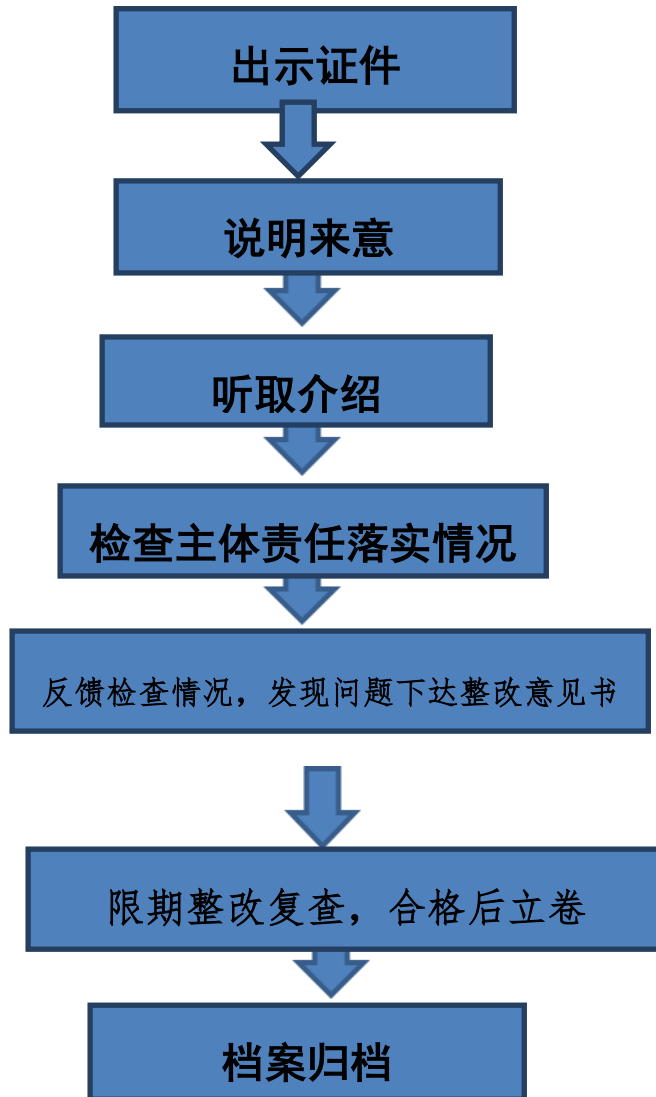 出示证件
说明来意
听取介绍
检查主体责任落实情况
反馈检查情况，发现问题下达整改意见书
限期整改复查，合格后立卷
档案归档